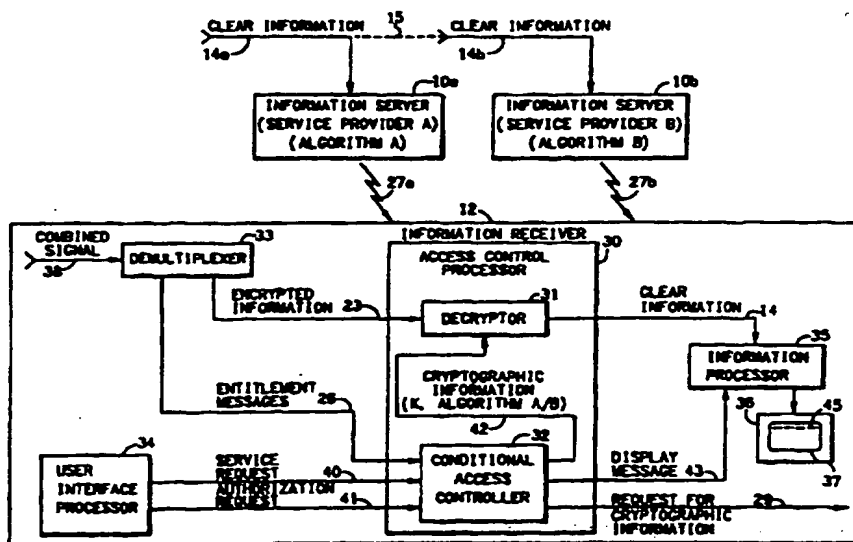 CLEAR INFORMATION
15
CLEAR INFORMATION
14a
14b
10a
10b
INFORMATION SERVER
(SERVICE PROVIDER A)
(ALGORITHM A)
INFORMATION SERVER
(SERVICE PROVIDER B)
(ALGORITHM B)
27a
27b
12
COMBINED
SIGNAL
38
33
DEMULTIPLEXER
INFORMATION RECEIVER
30
ACCESS CONTROL
PROCESSOR
ENCRYPTED
INFORMATION
23
31
DECRYPTOR
CLEAR
INFORMATION
14
35
INFORMATION
PROCESSOR
CRYPTOGRAPHIC
INFORMATION
(K, ALGORITHM A/B)
42
ENTITLEMENT
MESSAGES
26
36
45
37
34
USER
INTERFACE
PROCESSOR
SERVICE
REQUEST
40
AUTHORIZATION
REQUEST
41
32
CONDITIONAL
ACCESS
CONTROLLER
DISPLAY
MESSAGE
43
REQUEST FOR
CRYPTOGRAPHIC
INFORMATION
29